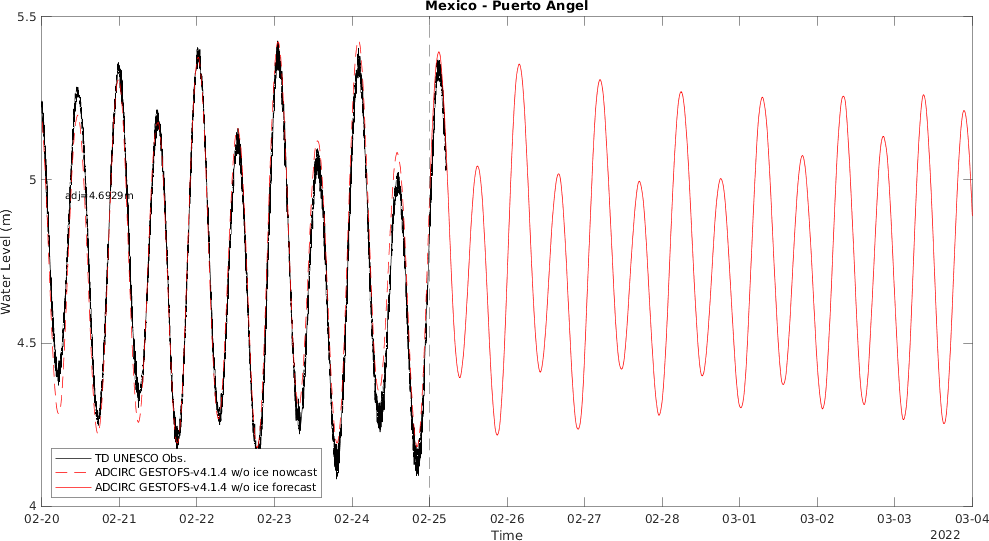 Mexico - Puerto Angel
5.5
5
4.5
4
Water Level (m)
adj=4.6929m
TD UNESCO Obs.
ADCIRC GESTOFS-v4.1.4 w/o ice nowcast
ADCIRC GESTOFS-v4.1.4 w/o ice forecast
02-20 02-21 02-22 02-23 02-24 02-25 02-26 02-27 02-28 03-01 03-02 03-03 03-04
Time
2022